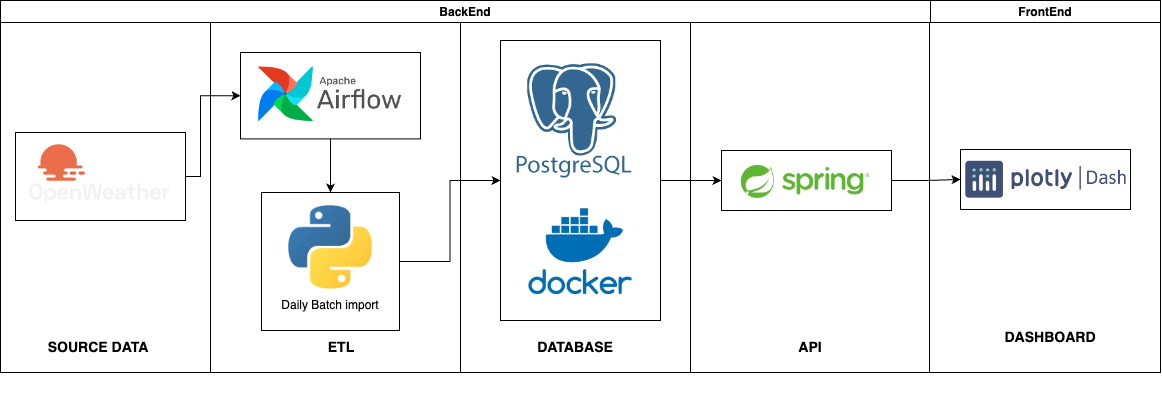 BackEnd
FrontEnd
OpenWeather
Apache
Airflow
Daily Batch import
PostgreSQL
docker
spring
plotly | Dash
SOURCE DATA
ETL
DATABASE
API
DASHBOARD